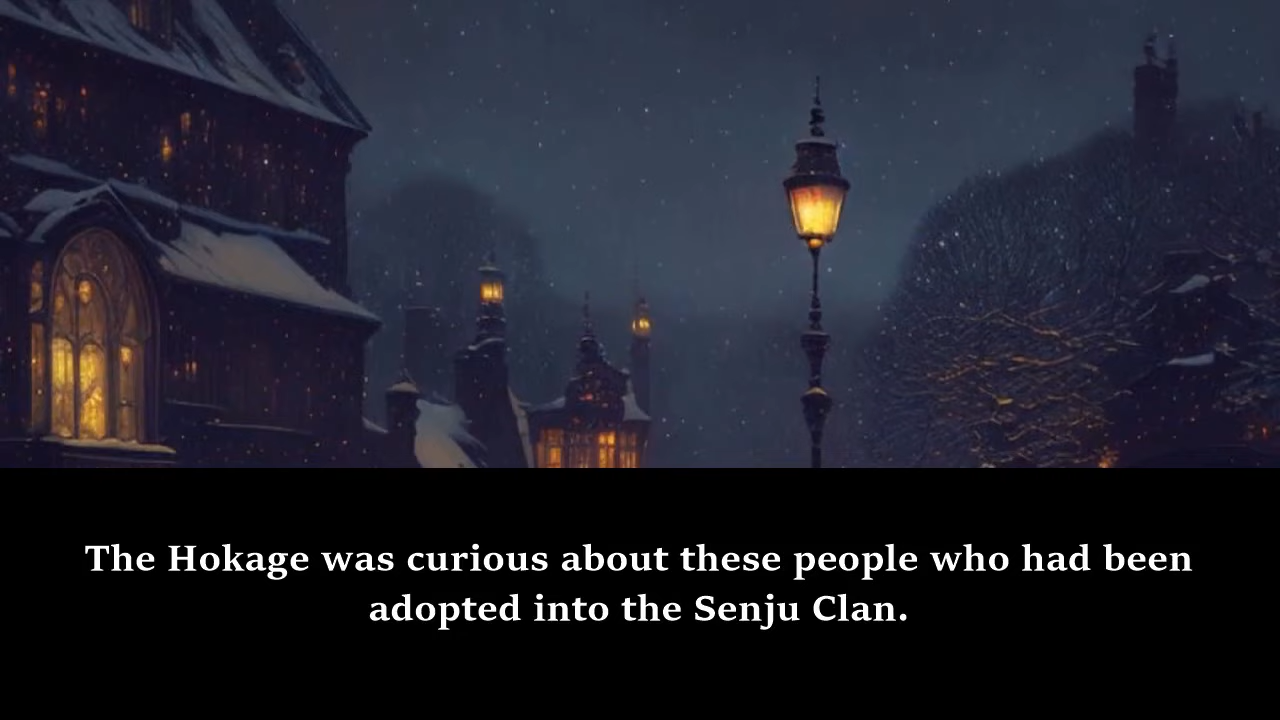 The Hokage was curious about these people who had been
adopted into the Senju Clan.